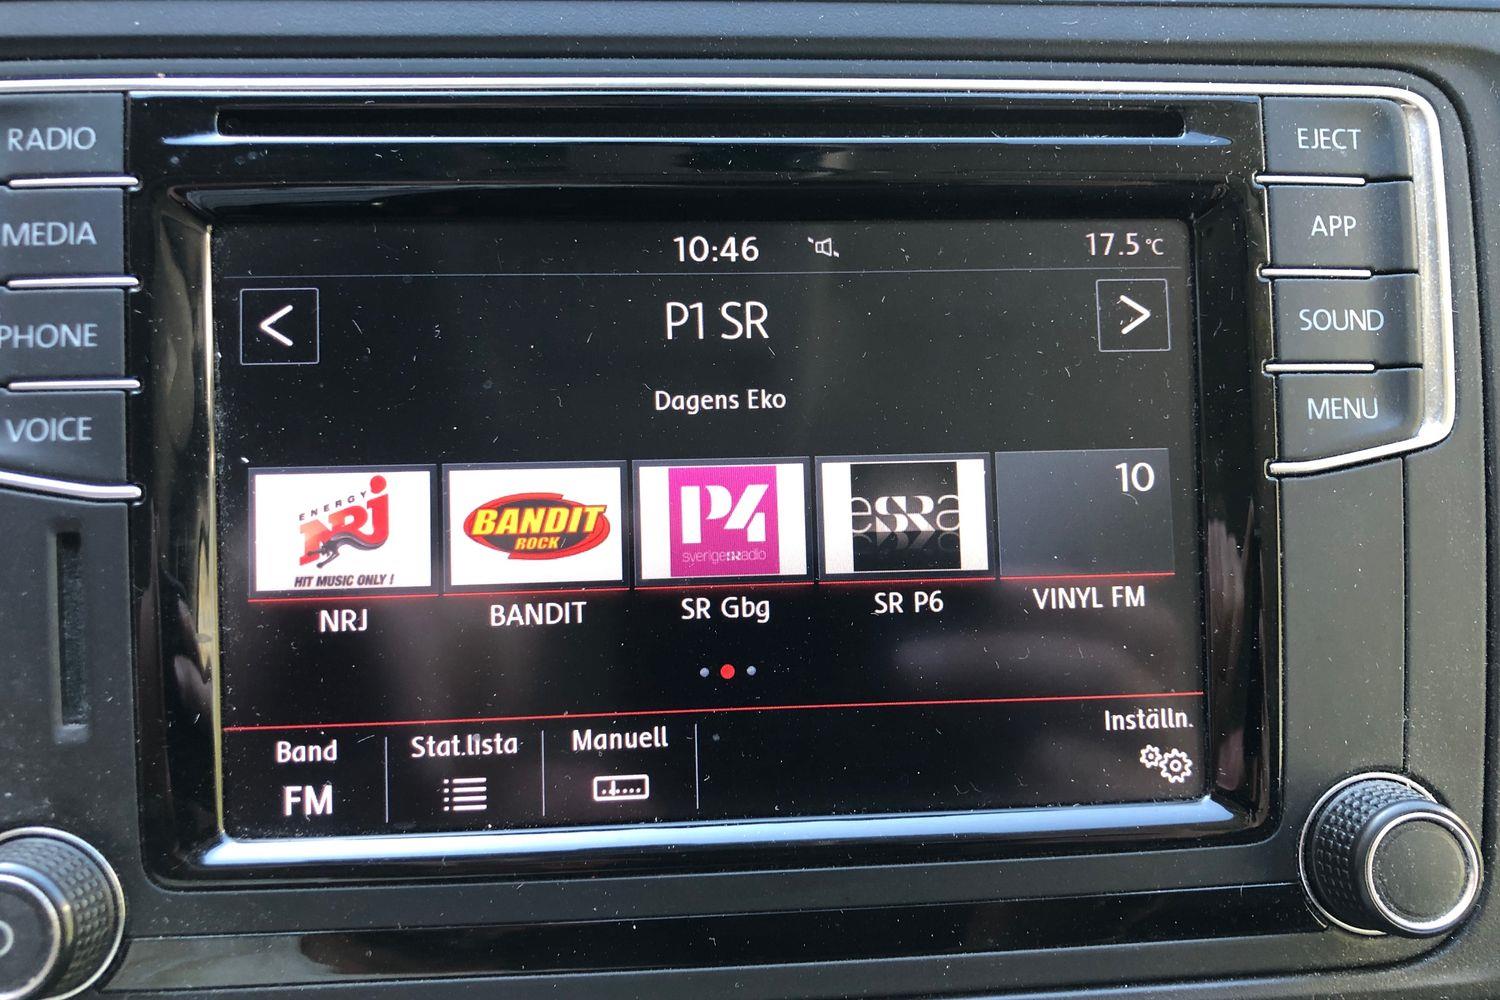 RADIO
MEDIA
PHONE
VOICE
EJECT
APP
SOUND
MENU
10:46
17.5°C
<
P1 SR
>
Dagens Eko
ENERGY
NRJ
HIT MUSIC ONLY !
BANDIT
ROCK
P4
sverigesradio
eSRa
10
NRJ
BANDIT
SR Gbg
SR P6
VINYL FM
Band
FM
Stat.lista
Manuell
Inställn.